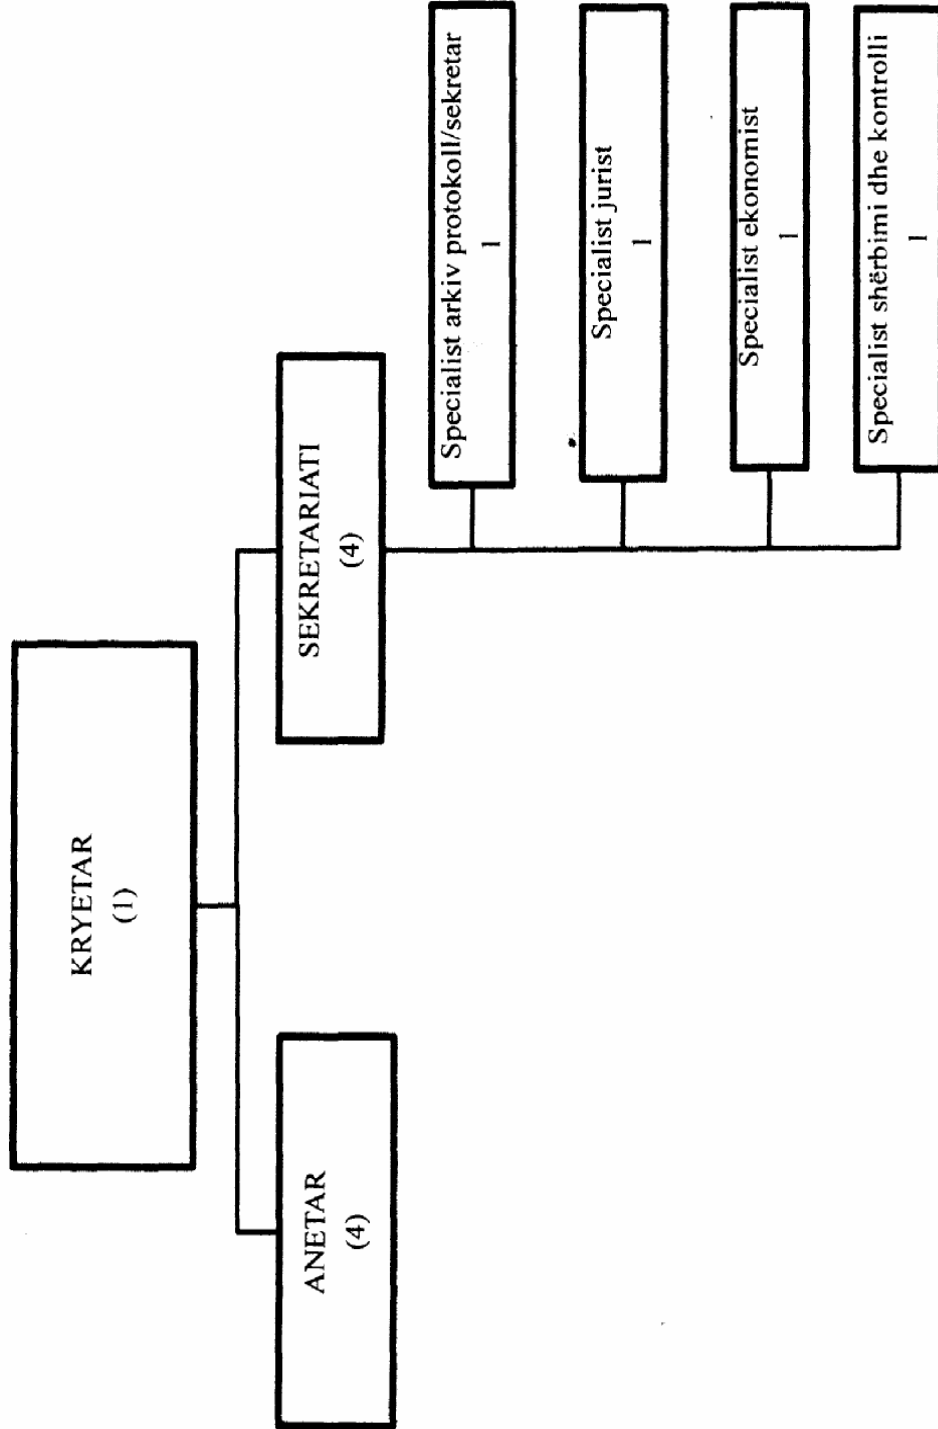 KRYETAR
(1)
ANETAR
(4)
SEKRETARIATI
(4)
Specialist arkiv protokoll/sekretar
1
Specialist jurist
1
Specialist ekonomist
1
Specialist shërbimi dhe kontrolli
1